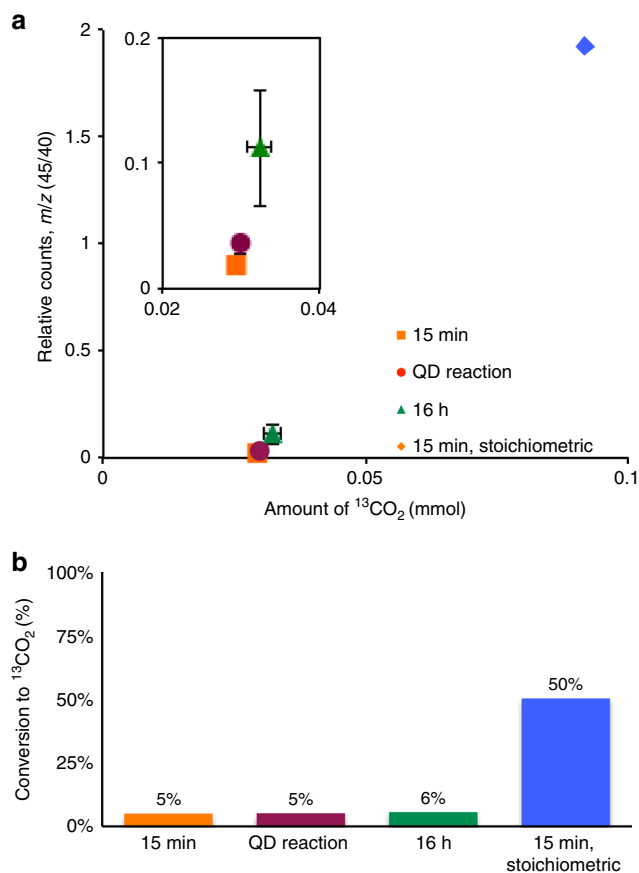 a
Relative counts, m/z (45/40)
2
1.5
1
0.5
0
0
0.05
0.1
Amount of ¹³CO₂ (mmol)
0.2
0.1
0
0.02
0.04
15 min
QD reaction
16 h
15 min, stoichiometric
b
Conversion to ¹³CO₂ (%)
100%
75%
50%
25%
0%
5%
5%
6%
50%
15 min
QD reaction
16 h
15 min,
stoichiometric